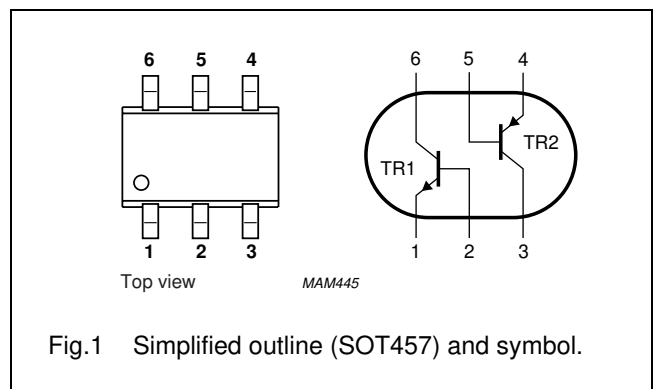 6 5 4
6 5 4
TR2
TR1
1 2 3
1 2 3
Top view
MAM445
Fig.1 Simplified outline (SOT457) and symbol.